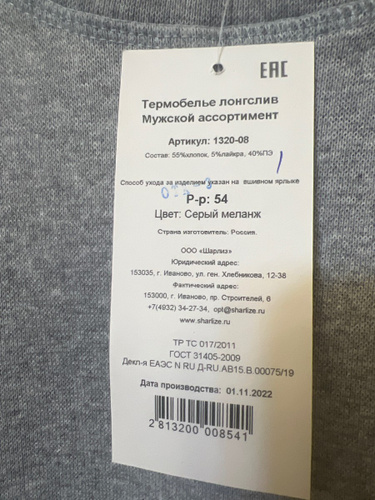 EAC
Термобелье лонгслив
Мужской ассортимент
Артикул: 1320-08
Состав: 55%хлопок, 5%лайкра, 40%ПЭ
Способ ухода за изделием указан на вшивном ярлыке
Р-р: 54
Цвет: Серый меланж
Страна изготовитель: Россия.
ООО «Шарлиз»
Юридический адрес:
153035, г. Иваново, ул. ген. Хлебникова, 12-38
Фактический адрес:
153000, г. Иваново, пр. Строителей, 6
+7(4932) 34-27-34, opt@sharlize.ru
www.sharlize.ru
ТР ТС 017/2011
ГОСТ 31405-2009
Декл-я ЕАЭС N RU Д-RU.АВ15.В.00075/19
Дата производства: 01.11.2022
2 813200 008541